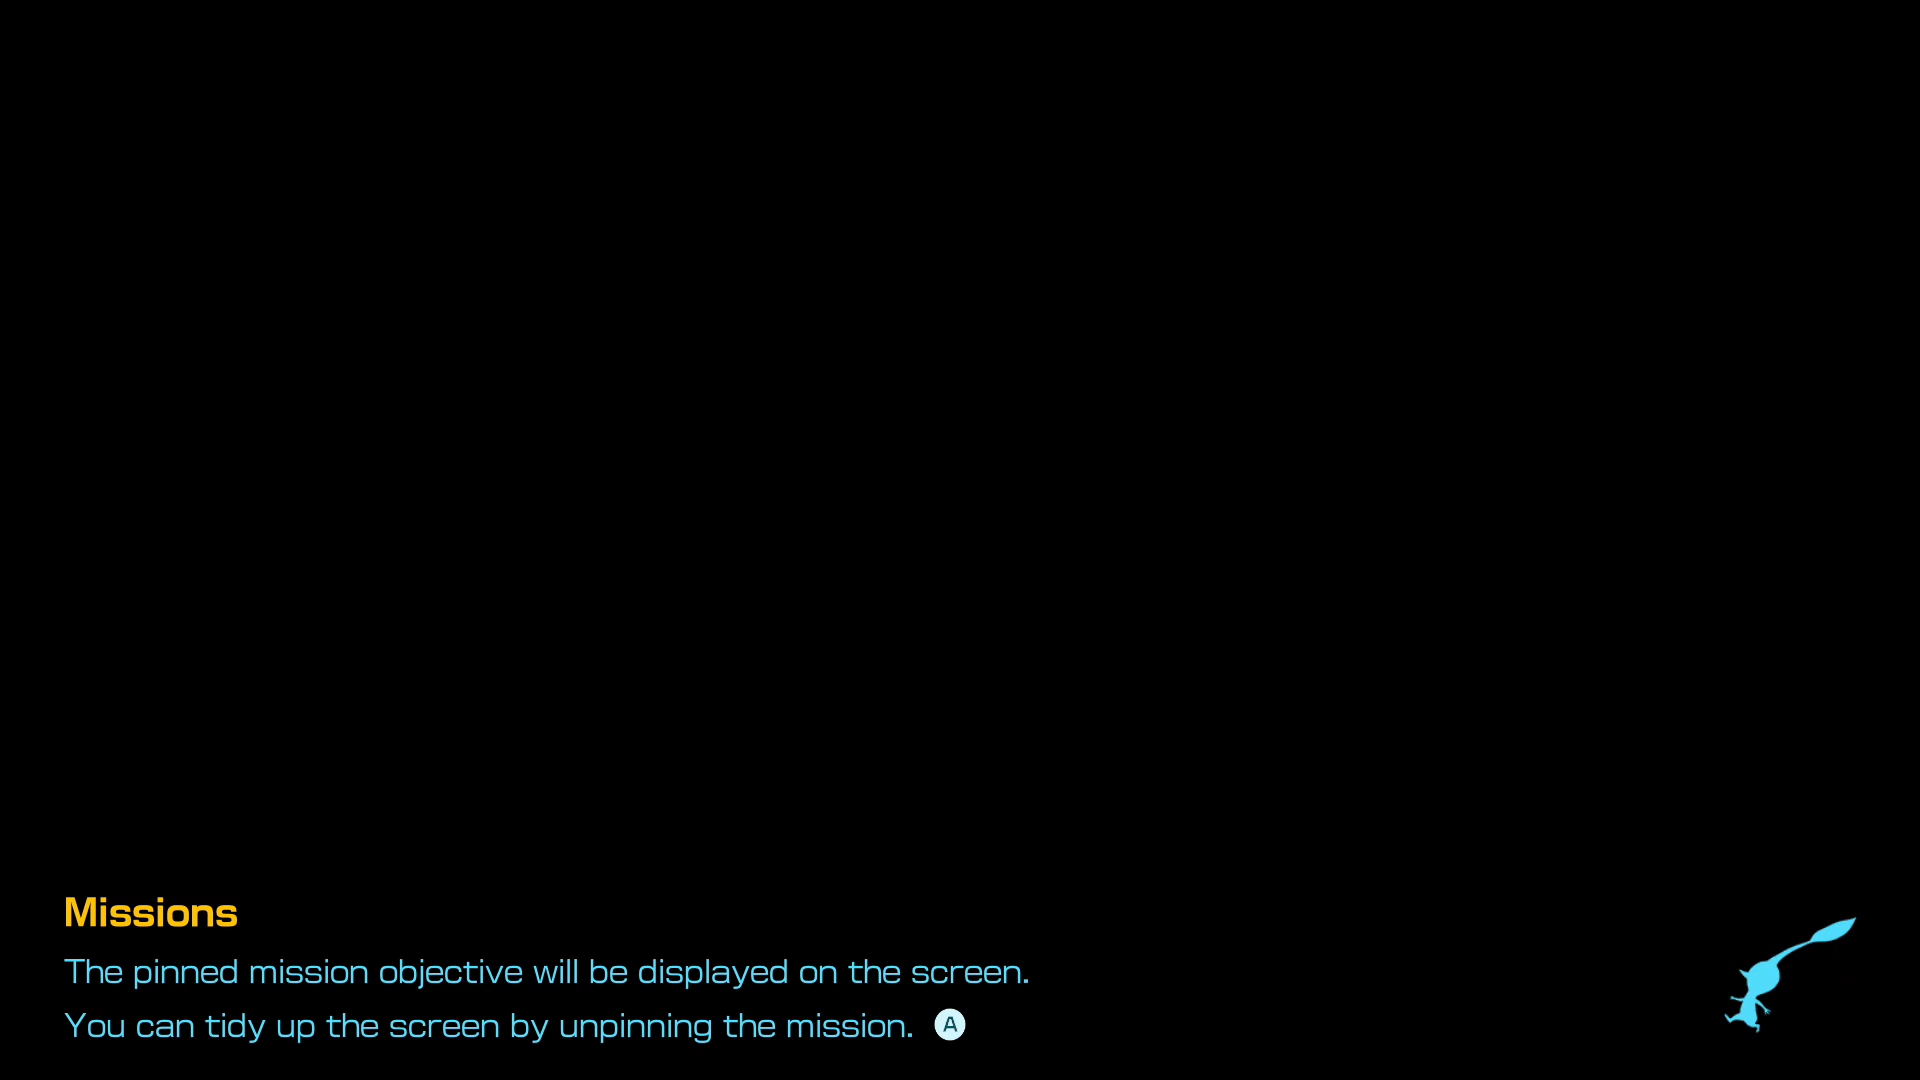 Missions
The pinned mission objective will be displayed on the screen.
You can tidy up the screen by unpinning the mission. A